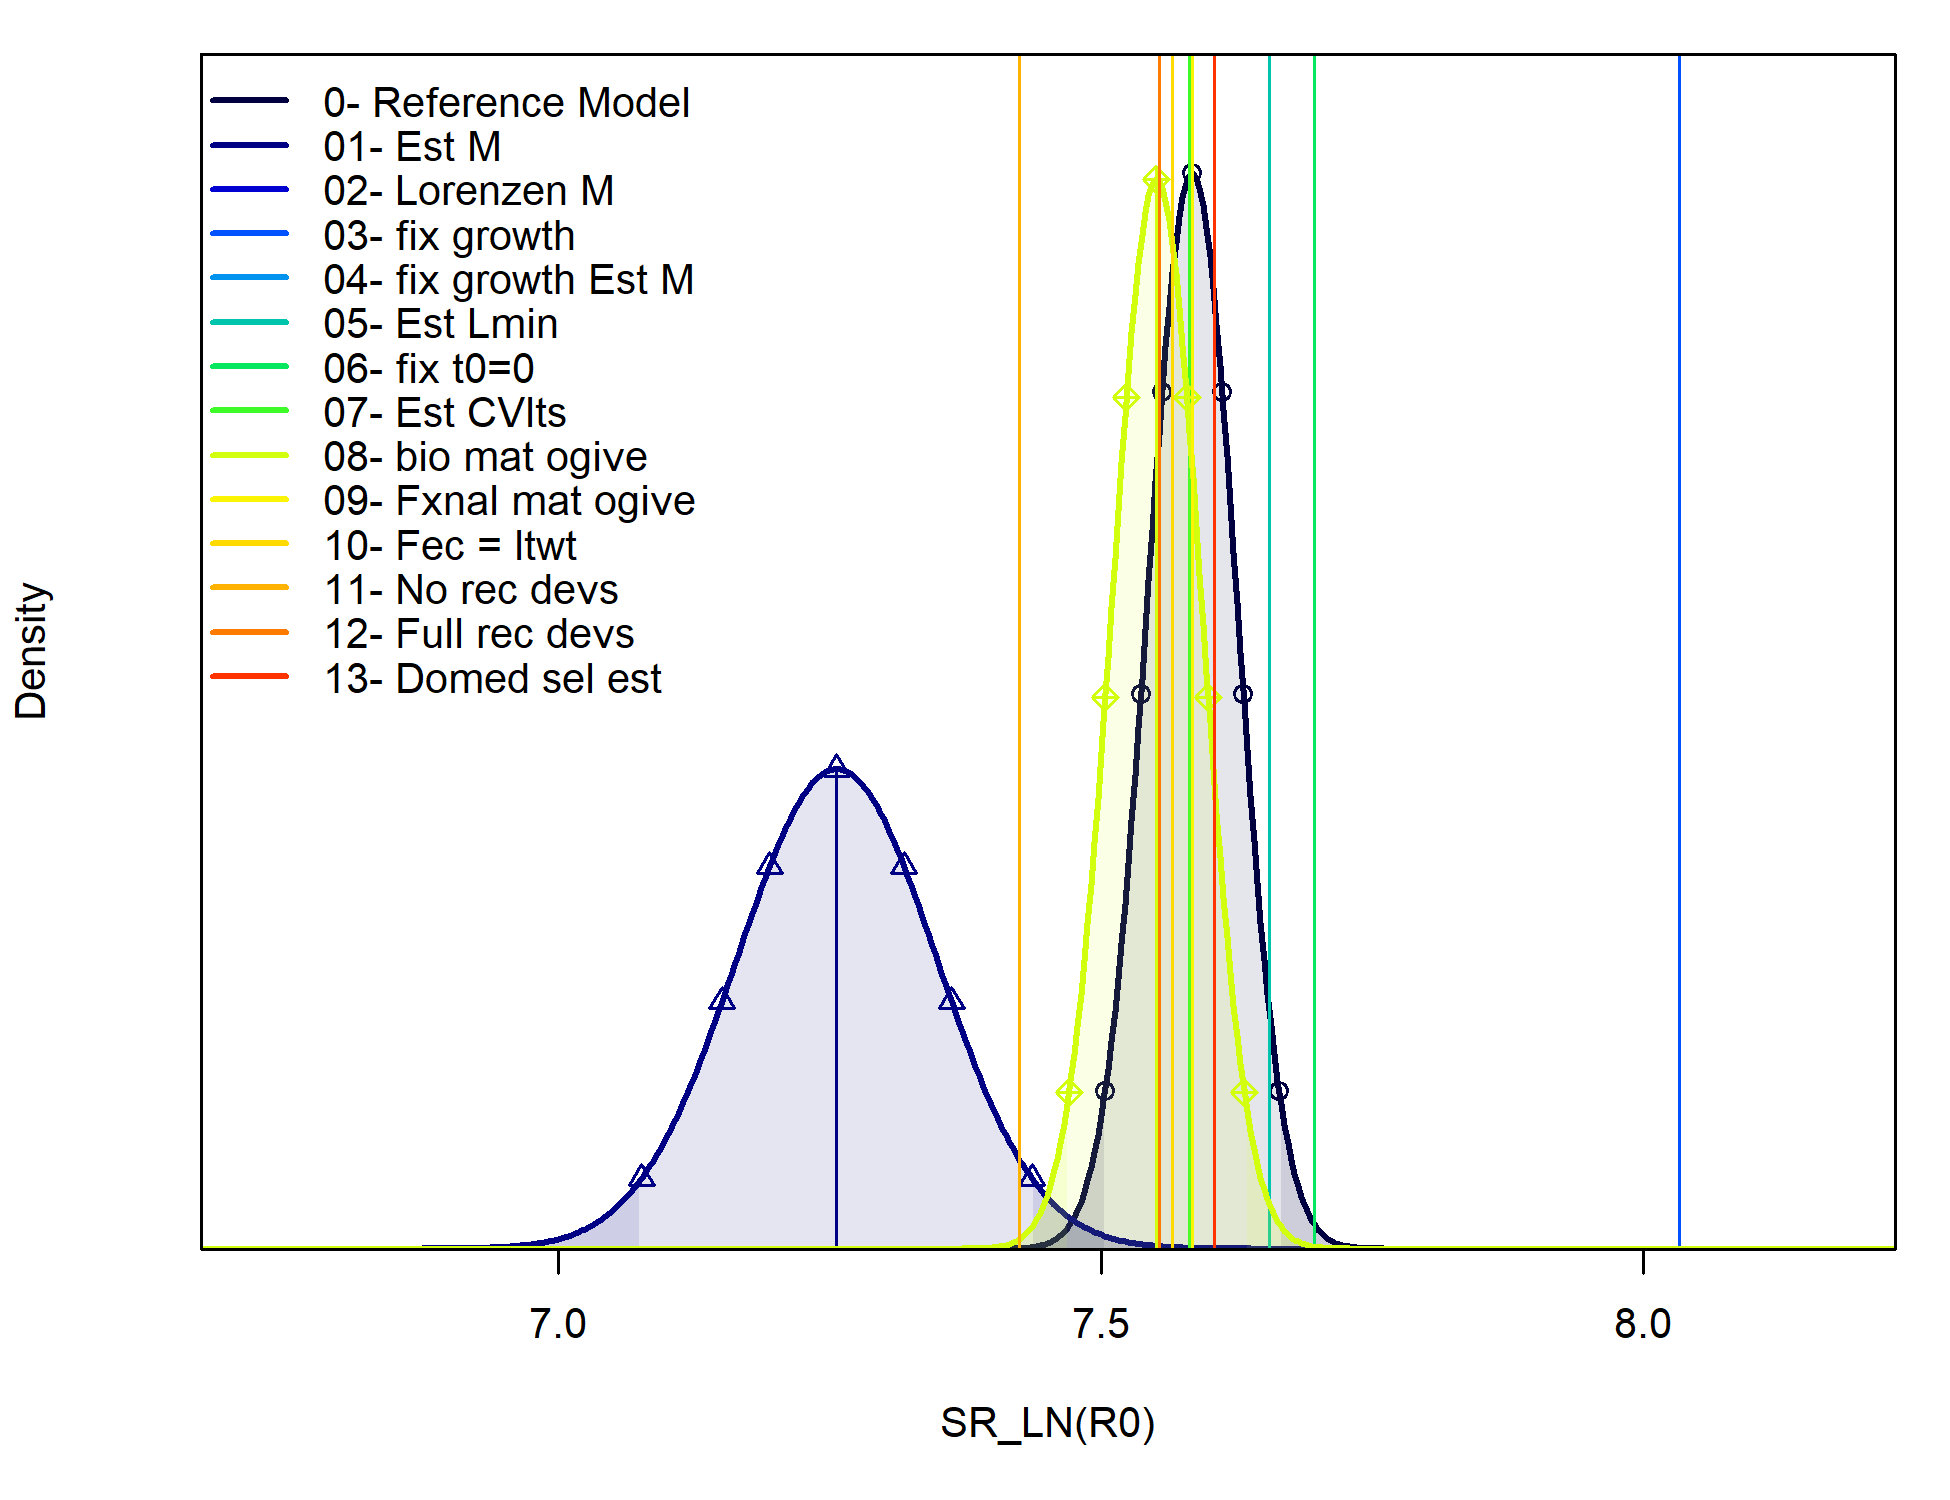 0- Reference Model
01- Est M
02- Lorenzen M
03- fix growth
04- fix growth Est M
05- Est Lmin
06- fix t0=0
07- Est CVlts
08- bio mat ogive
09- Fxnal mat ogive
10- Fec = ltwt
11- No rec devs
12- Full rec devs
13- Domed sel est
Density
7.0 7.5 8.0
SR_LN(R0)